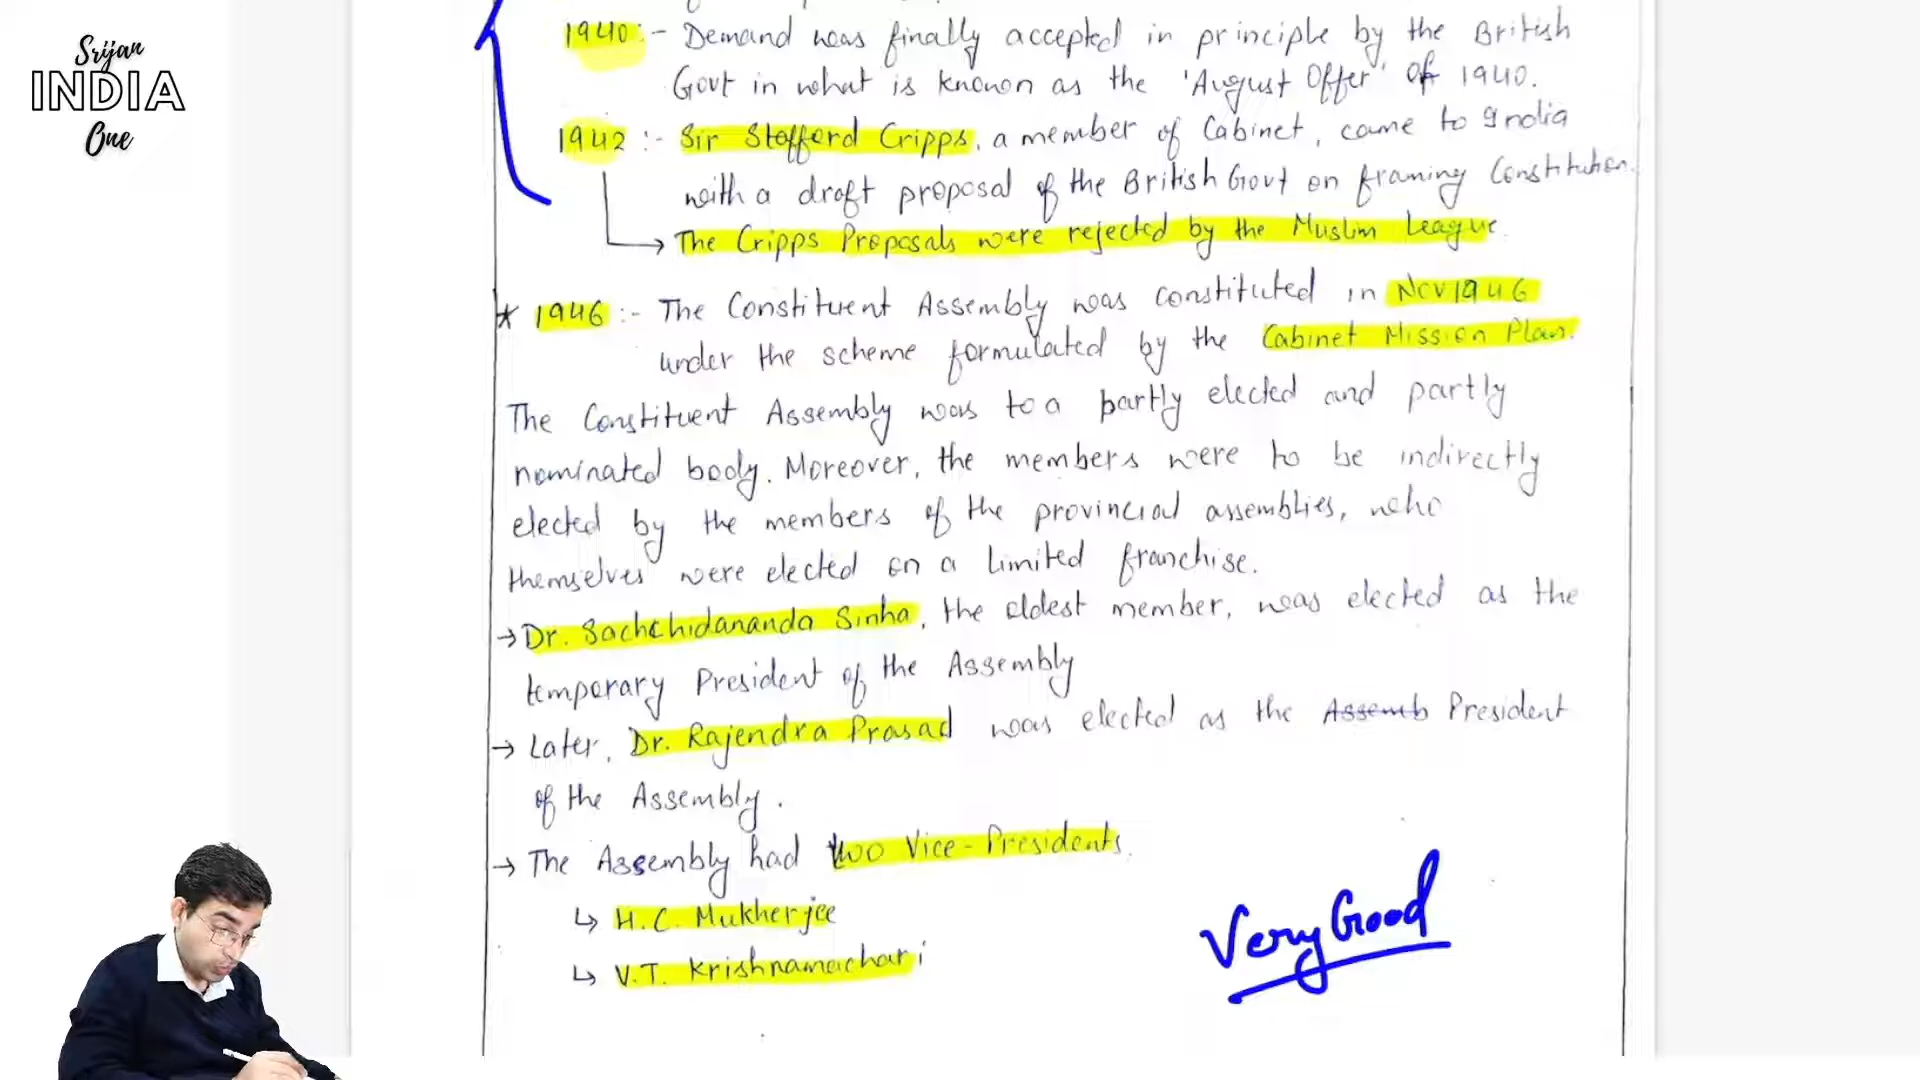 Srijan
INDIA
One
1940:- Demand was finally accepted in principle by the British
Govt in what is known as the 'August Offer' of 1940.
1942:- Sir Stafford Cripps, a member of Cabinet, came to India
with a draft proposal of the British Govt on framing Constitution.
→ The Cripps Proposals were rejected by the Muslim League.
* 1946:- The Constituent Assembly was constituted in Nov 1946
under the scheme formulated by the Cabinet Mission Plan.
The Constituent Assembly was to a partly elected and partly
nominated body. Moreover, the members were to be indirectly
elected by the members of the provincial assemblies, who
themselves were elected on a limited franchise.
→ Dr. Sachchidananda Sinha, the oldest member, was elected as the
temporary President of the Assembly
→ Later, Dr. Rajendra Prasad was elected as the Assemb President
of the Assembly.
→ The Assembly had two Vice-Presidents.
↳ H.C. Mukherjee
↳ V.T. Krishnamachari
Very Good